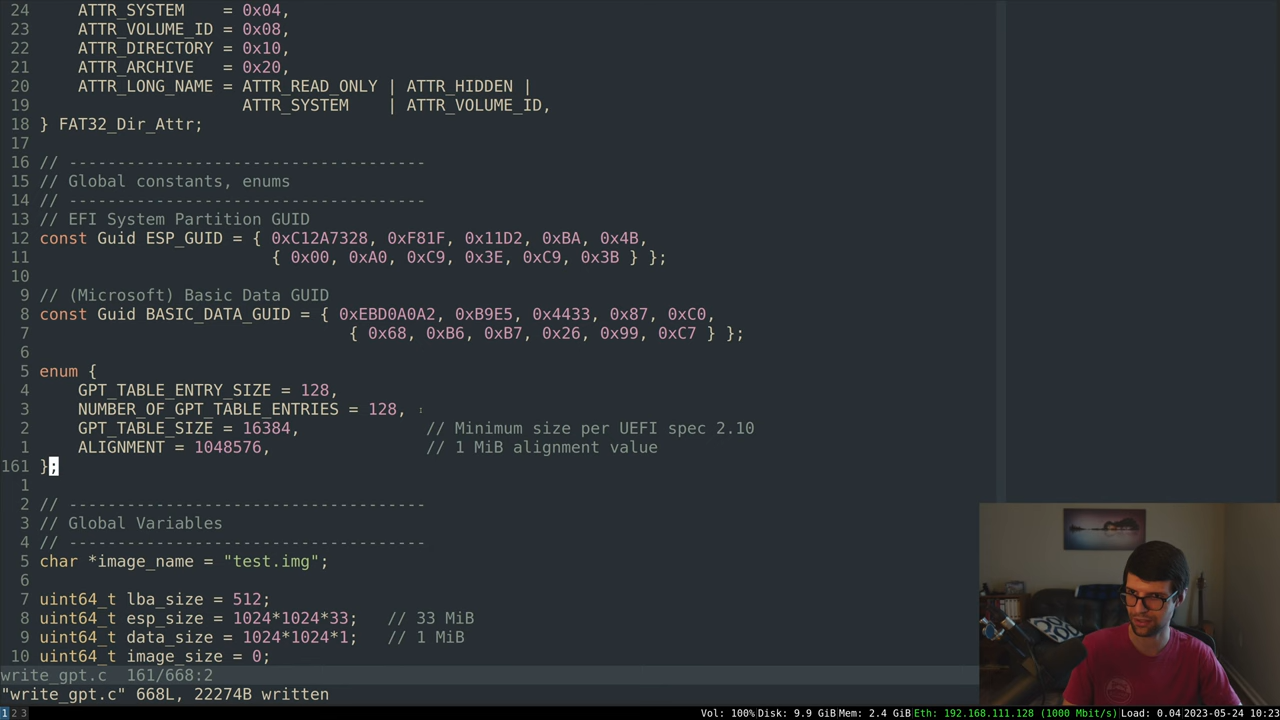 24     ATTR_SYSTEM    = 0x04,
23     ATTR_VOLUME_ID = 0x08,
22     ATTR_DIRECTORY = 0x10,
21     ATTR_ARCHIVE   = 0x20,
20     ATTR_LONG_NAME = ATTR_READ_ONLY | ATTR_HIDDEN |
19                      ATTR_SYSTEM    | ATTR_VOLUME_ID,
18 } FAT32_Dir_Attr;
17
16 // -------------------------------------
15 // Global constants, enums
14 // -------------------------------------
13 // EFI System Partition GUID
12 const Guid ESP_GUID = { 0xC12A7328, 0xF81F, 0x11D2, 0xBA, 0x4B,
11                         { 0x00, 0xA0, 0xC9, 0x3E, 0xC9, 0x3B } };
10
9 // (Microsoft) Basic Data GUID
8 const Guid BASIC_DATA_GUID = { 0xEBD0A0A2, 0xB9E5, 0x4433, 0x87, 0xC0,
7                                 { 0x68, 0xB6, 0xB7, 0x26, 0x99, 0xC7 } };
6
5 enum {
4     GPT_TABLE_ENTRY_SIZE = 128,
3     NUMBER_OF_GPT_TABLE_ENTRIES = 128,
2     GPT_TABLE_SIZE = 16384,             // Minimum size per UEFI spec 2.10
1     ALIGNMENT = 1048576,                // 1 MiB alignment value
161 };
1
2 // -------------------------------------
3 // Global Variables
4 // -------------------------------------
5 char *image_name = "test.img";
6
7 uint64_t lba_size = 512;
8 uint64_t esp_size = 1024*1024*33;   // 33 MiB
9 uint64_t data_size = 1024*1024*1;   // 1 MiB
10 uint64_t image_size = 0;
write_gpt.c  161/668:2
"write_gpt.c" 668L, 22274B written
1 2 3 Vol: 100% Disk: 9.9 GiB Mem: 2.4 GiB Eth: 192.168.111.128 (1000 Mbit/s) Load: 0.04 2023-05-24 10:23